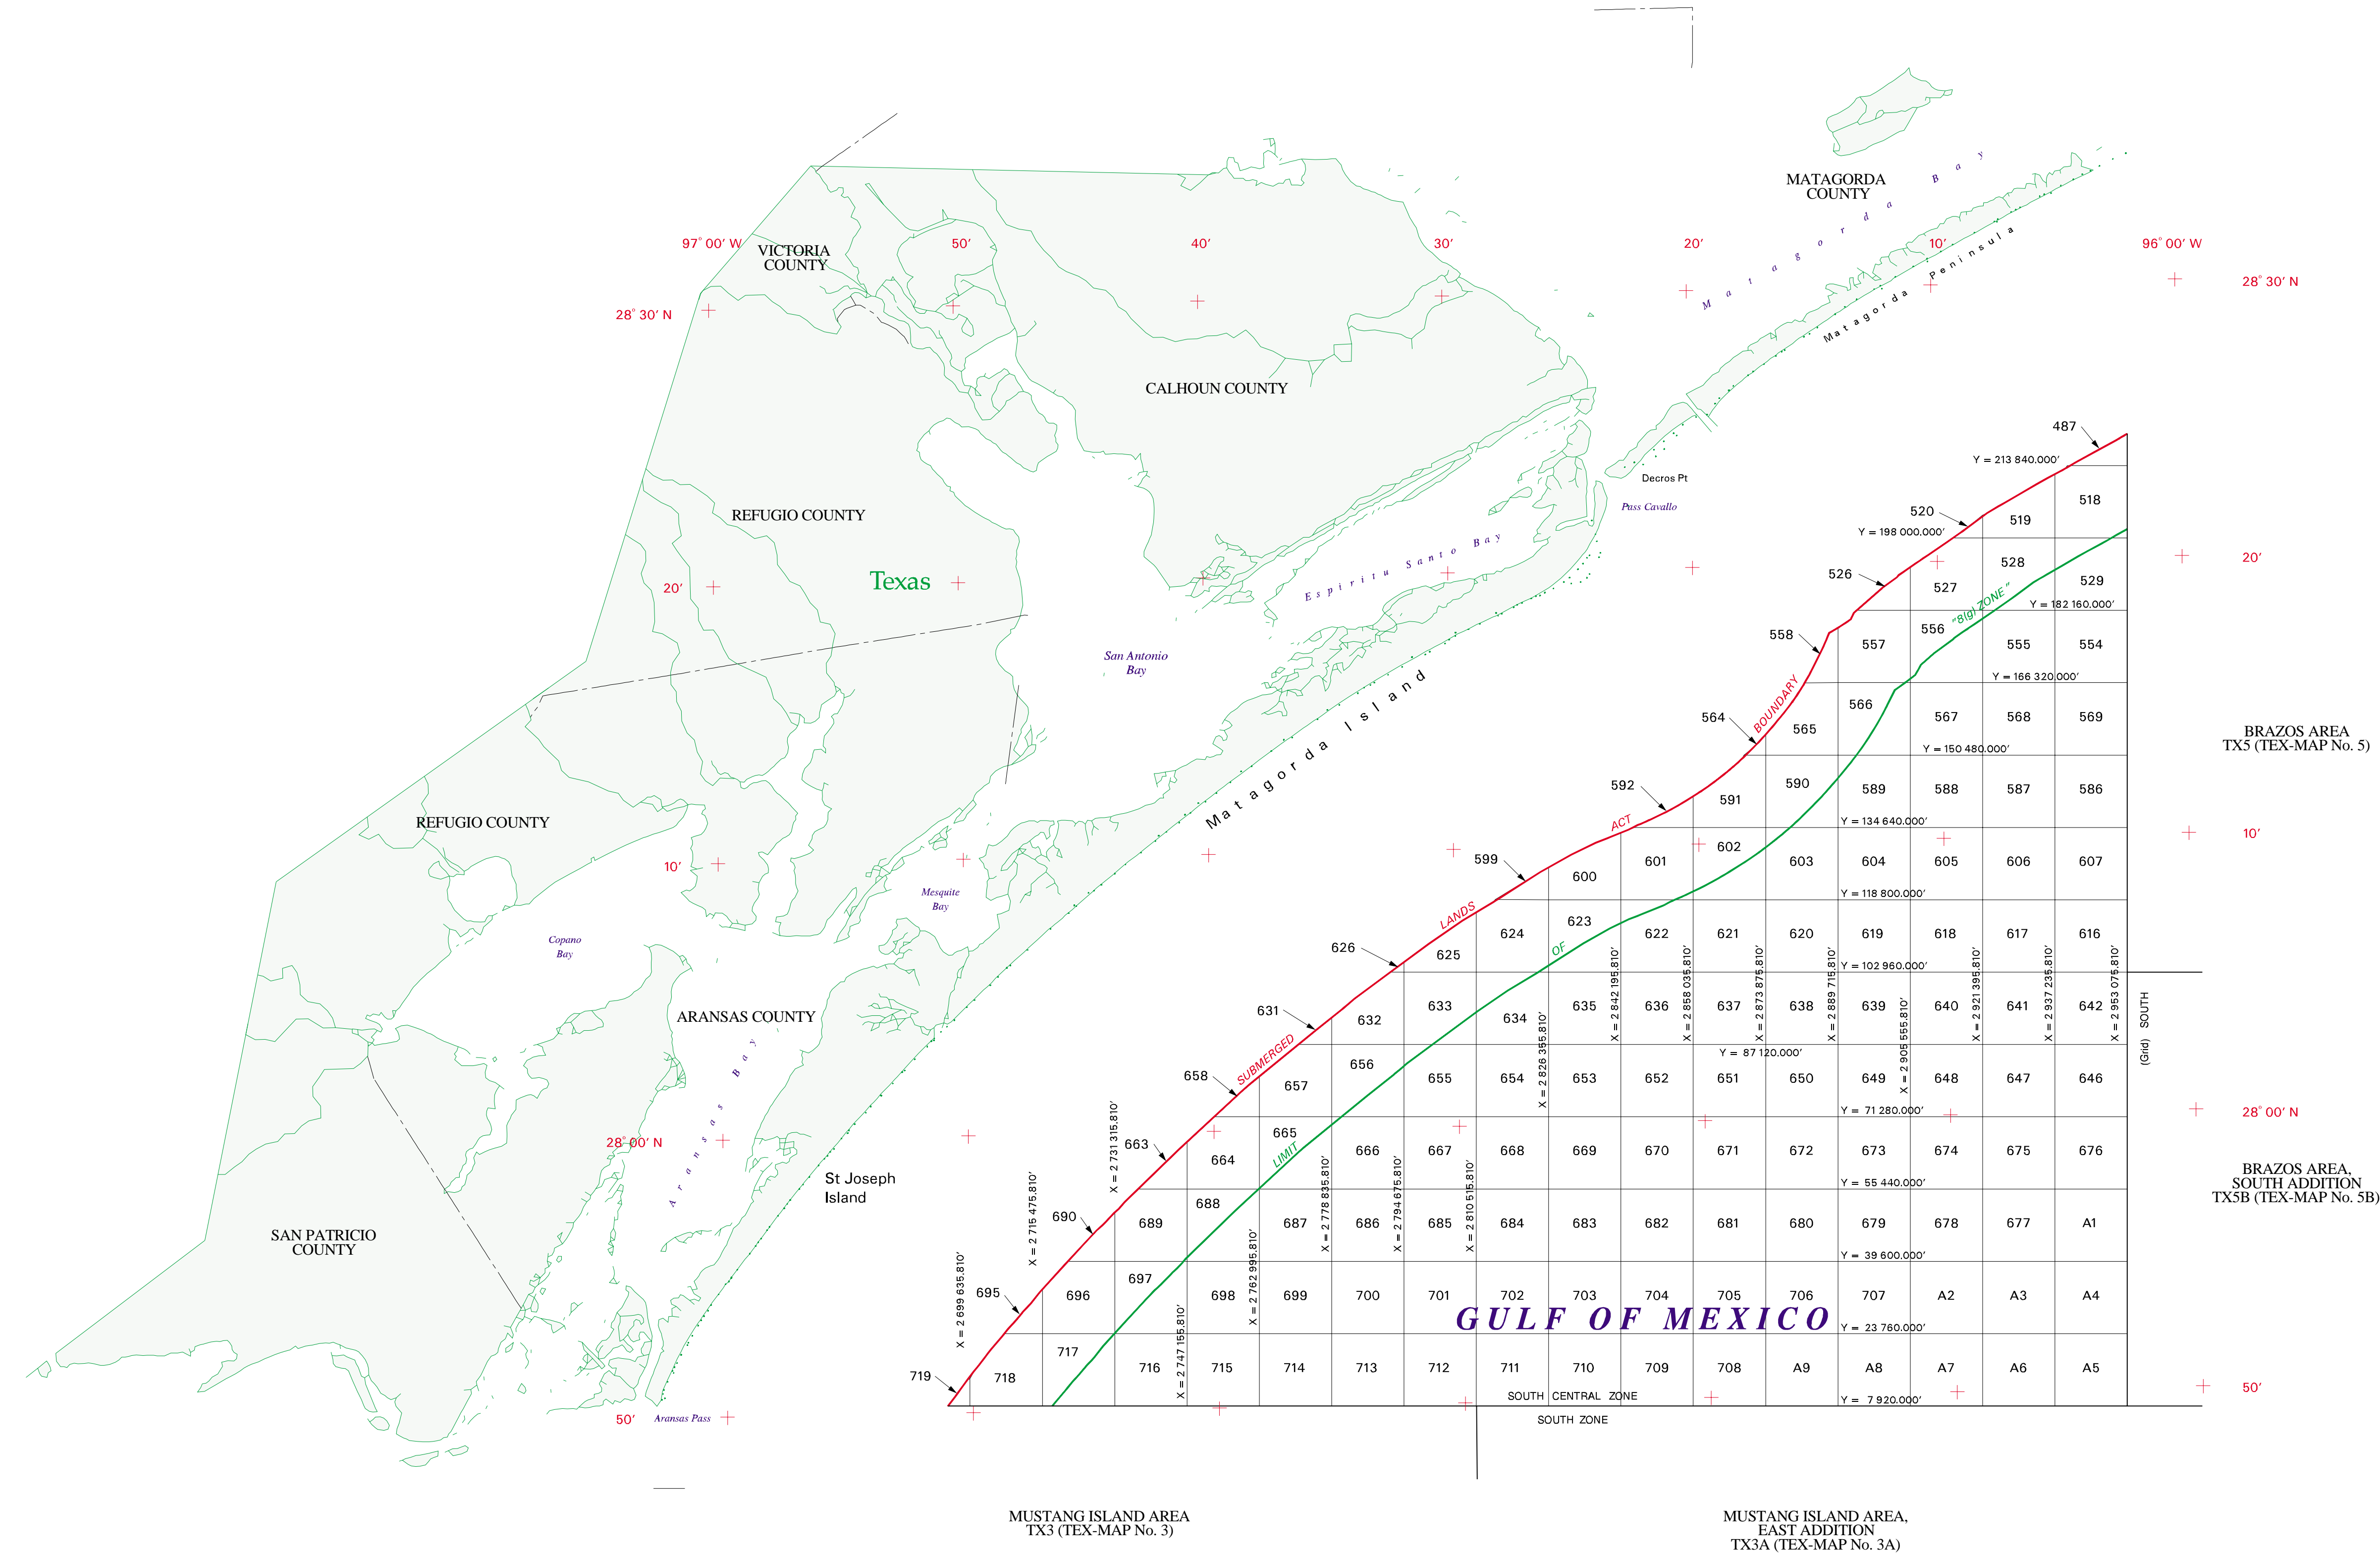 MATAGORDA
COUNTY
Matagorda Bay
Matagorda Peninsula
97° 00' W
50'
40'
30'
20'
10'
96° 00' W
VICTORIA
COUNTY
28° 30' N
28° 30' N
CALHOUN COUNTY
REFUGIO COUNTY
Texas
20'
20'
Decros Pt
Pass Cavallo
Espiritu Santo Bay
San Antonio
Bay
Matagorda Island
REFUGIO COUNTY
10'
10'
Mesquite
Bay
Copano
Bay
ARANSAS COUNTY
Aransas Bay
28° 00' N
28° 00' N
St Joseph
Island
SAN PATRICIO
COUNTY
50'
50'
Aransas Pass
BRAZOS AREA
TX5 (TEX-MAP No. 5)
BRAZOS AREA,
SOUTH ADDITION
TX5B (TEX-MAP No. 5B)
(Grid) SOUTH
SUBMERGED LANDS ACT BOUNDARY
LIMIT OF "8(g) ZONE"
487
Y = 213 840.000'
518
520
519
Y = 198 000.000'
526
527
528
529
Y = 182 160.000'
558
557
556
555
554
Y = 166 320.000'
564
565
566
567
568
569
Y = 150 480.000'
592
591
590
589
588
587
586
Y = 134 640.000'
599
600
601
602
603
604
605
606
607
Y = 118 800.000'
626
625
624
623
622
621
620
619
618
617
616
Y = 102 960.000'
631
632
633
634
635
636
637
638
639
640
641
642
Y = 87 120.000'
658
657
656
655
654
653
652
651
650
649
648
647
646
Y = 71 280.000'
663
664
665
666
667
668
669
670
671
672
673
674
675
676
Y = 55 440.000'
690
689
688
687
686
685
684
683
682
681
680
679
678
677
A1
Y = 39 600.000'
695
696
697
698
699
700
701
702
703
704
705
706
707
A2
A3
A4
GULF OF MEXICO
Y = 23 760.000'
719
718
717
716
715
714
713
712
711
710
709
708
A9
A8
A7
A6
A5
Y = 7 920.000'
X = 2 699 635.810'
X = 2 715 475.810'
X = 2 731 315.810'
X = 2 747 155.810'
X = 2 762 995.810'
X = 2 778 835.810'
X = 2 794 675.810'
X = 2 810 515.810'
X = 2 826 355.810'
X = 2 842 195.810'
X = 2 858 035.810'
X = 2 873 875.810'
X = 2 889 715.810'
X = 2 905 555.810'
X = 2 921 395.810'
X = 2 937 235.810'
X = 2 953 075.810'
SOUTH CENTRAL ZONE
SOUTH ZONE
MUSTANG ISLAND AREA
TX3 (TEX-MAP No. 3)
MUSTANG ISLAND AREA,
EAST ADDITION
TX3A (TEX-MAP No. 3A)